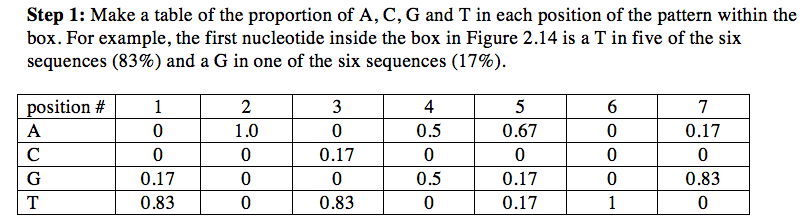 Step 1: Make a table of the proportion of A, C, G and T in each position of the pattern within the
box. For example, the first nucleotide inside the box in Figure 2.14 is a T in five of the six
sequences (83%) and a G in one of the six sequences (17%).
position # 1 2 3 4 5 6 7
A 0 1.0 0 0.5 0.67 0 0.17
C 0 0 0.17 0 0 0 0
G 0.17 0 0 0.5 0.17 0 0.83
T 0.83 0 0.83 0 0.17 1 0